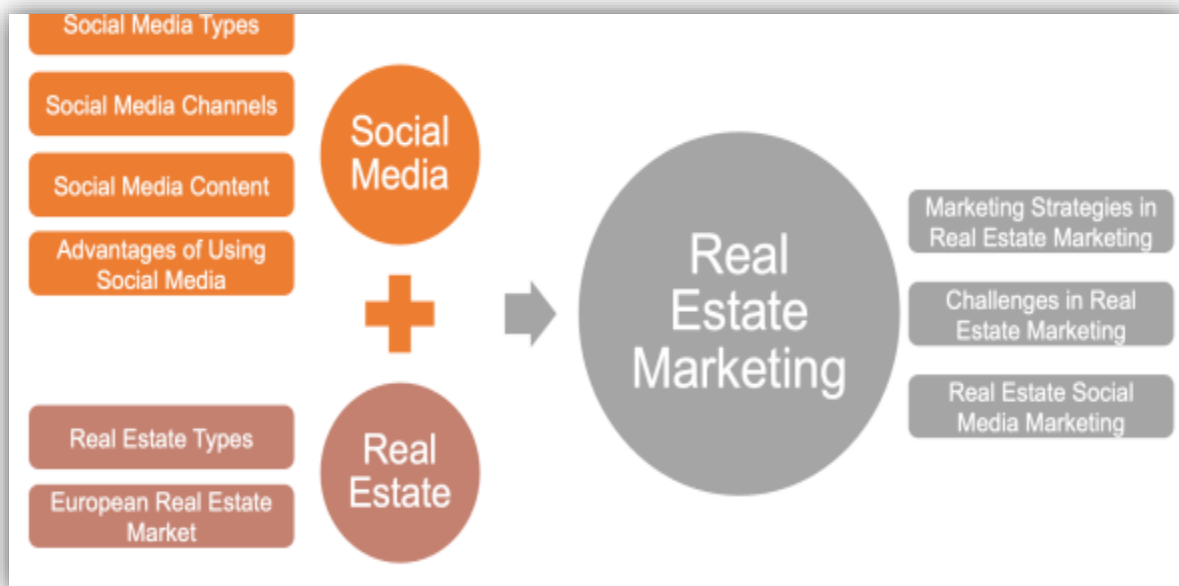 Social Media Types
Social Media Channels
Social Media Content
Advantages of Using
Social Media
Social
Media
Real Estate Types
European Real Estate
Market
Real
Estate
Real
Estate
Marketing
Marketing Strategies in
Real Estate Marketing
Challenges in Real
Estate Marketing
Real Estate Social
Media Marketing